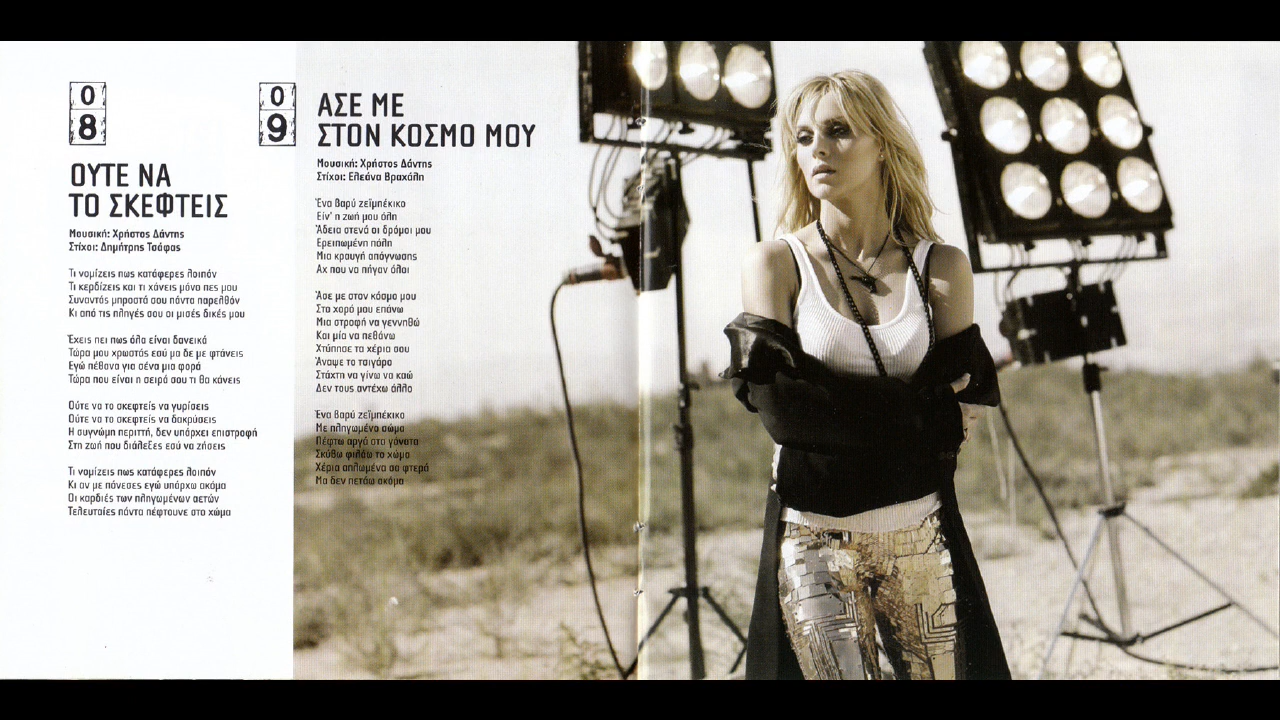 08
ΟΥΤΕ ΝΑ
ΤΟ ΣΚΕΦΤΕΙΣ
Μουσική: Χρήστος Δάντης
Στίχοι: Δημήτρης Τσάφας
Τι νομίζεις πως κατάφερες λοιπόν
Τι κερδίζεις και τι χάνεις μόνο πες μου
Συναντάς μπροστά σου πάντα παρελθόν
Κι από τις πληγές σου οι μισές δικές μου
Έχεις πει πως όλα είναι δανεικά
Τώρα μου χρωστάς εσύ μα δε με φτάνεις
Εγώ πέθανα για σένα μια φορά
Τώρα που είναι η σειρά σου τι θα κάνεις
Ούτε να το σκεφτείς να γυρίσεις
Ούτε να το σκεφτείς να δακρύσεις
Η συγνώμη περιττή, δεν υπάρχει επιστροφή
Στη ζωή που διάλεξες εσύ να ζήσεις
Τι νομίζεις πως κατάφερες λοιπόν
Κι αν με πόνεσες εγώ υπάρχω ακόμα
Οι καρδιές των πληγωμένων αετών
Τελευταίες πάντα πέφτουνε στο χώμα
09
ΑΣΕ ΜΕ
ΣΤΟΝ ΚΟΣΜΟ ΜΟΥ
Μουσική: Χρήστος Δάντης
Στίχοι: Ελεάνα Βραχάλη
Ένα βαρύ ζεϊμπέκικο
Είν' η ζωή μου όλη
Άδεια στενά οι δρόμοι μου
Ερειπωμένη πόλη
Μια κραυγή απόγνωσης
Αχ που να πήγαν όλοι
Άσε με στον κόσμο μου
Στο χορό μου επάνω
Μια στροφή να γεννηθώ
Και μία να πεθάνω
Χτύπησε τα χέρια σου
Άναψε το τσιγάρο
Στάχτη να γίνω να καώ
Δεν τους αντέχω άλλο
Ένα βαρύ ζεϊμπέκικο
Με πληγωμένο σώμα
Πέφτω αργά στα γόνατα
Σκύβω φιλάω το χώμα
Χέρια απλωμένα σα φτερά
Μα δεν πετάω ακόμα